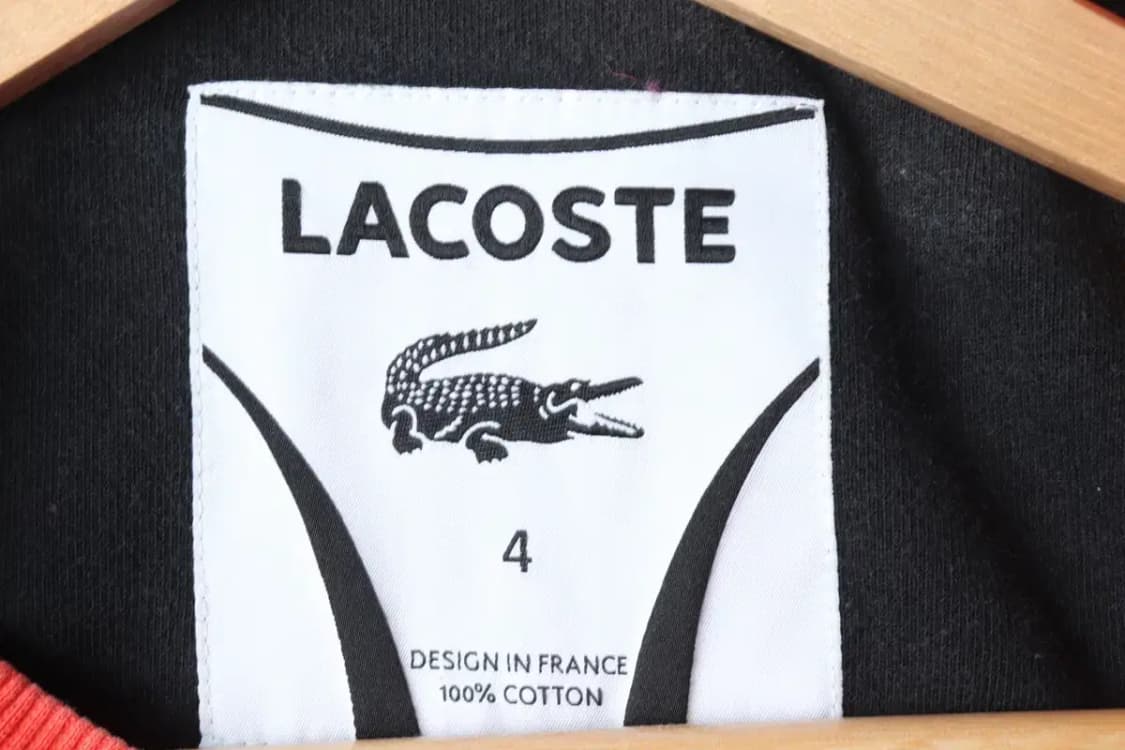 LACOSTE
4
DESIGN IN FRANCE
100% COTTON